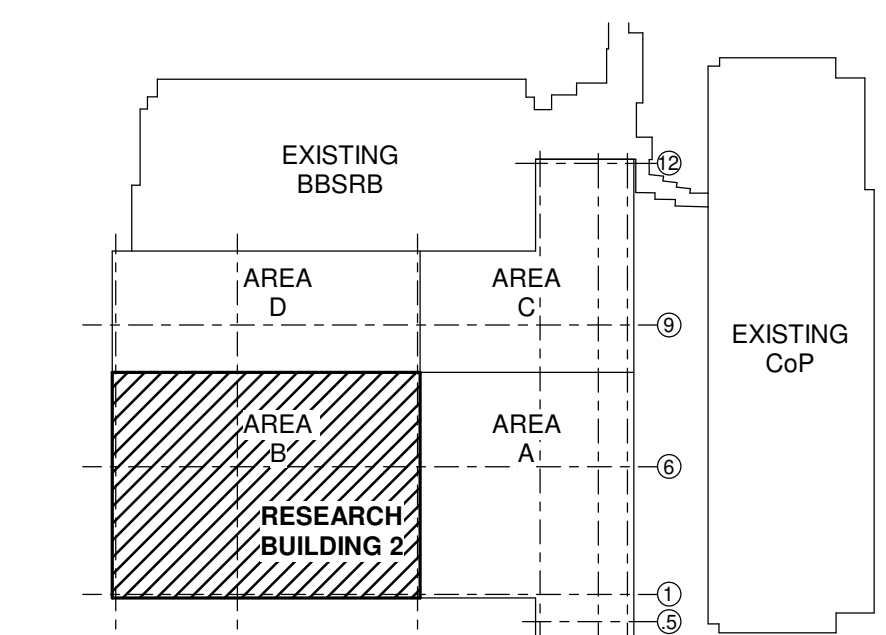 EXISTING
BBSRB
12
AREA
D
AREA
C
9
EXISTING
CoP
AREA
B
AREA
A
6
RESEARCH
BUILDING 2
1
.5